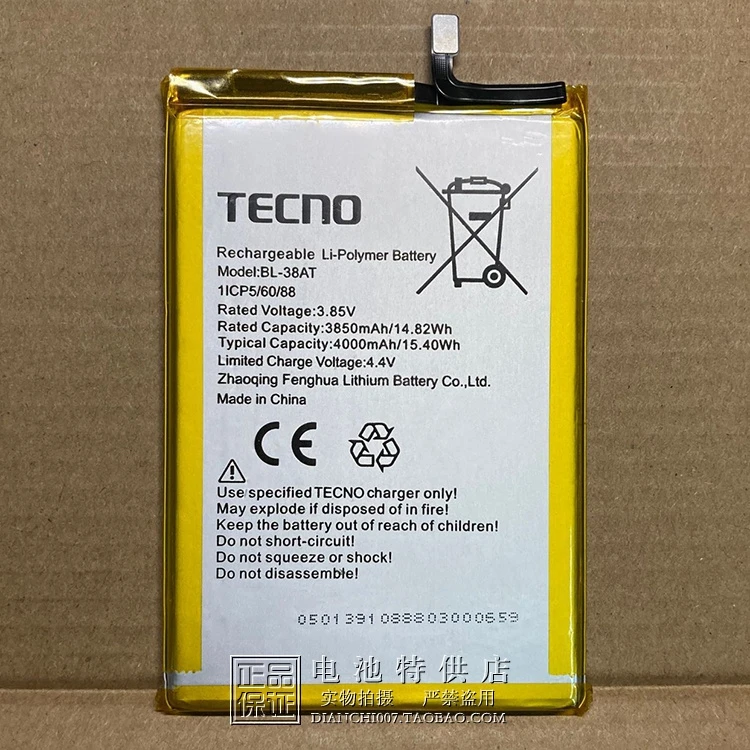 TECNO
Rechargeable Li-Polymer Battery
Model:BL-38AT
1ICP5/60/88
Rated Voltage:3.85V
Rated Capacity:3850mAh/14.82Wh
Typical Capacity:4000mAh/15.40Wh
Limited Charge Voltage:4.4V
Zhaoqing Fenghua Lithium Battery Co.,Ltd.
Made in China
CE
Use specified TECNO charger only!
May explode if disposed of in fire!
Keep the battery out of reach of children!
Do not short-circuit!
Do not squeeze or shock!
Do not disassemble!
0501391088803000659
正品保证
电池特供店
实物拍摄 严禁盗用
DIANCHI007.TAOBAO.COM